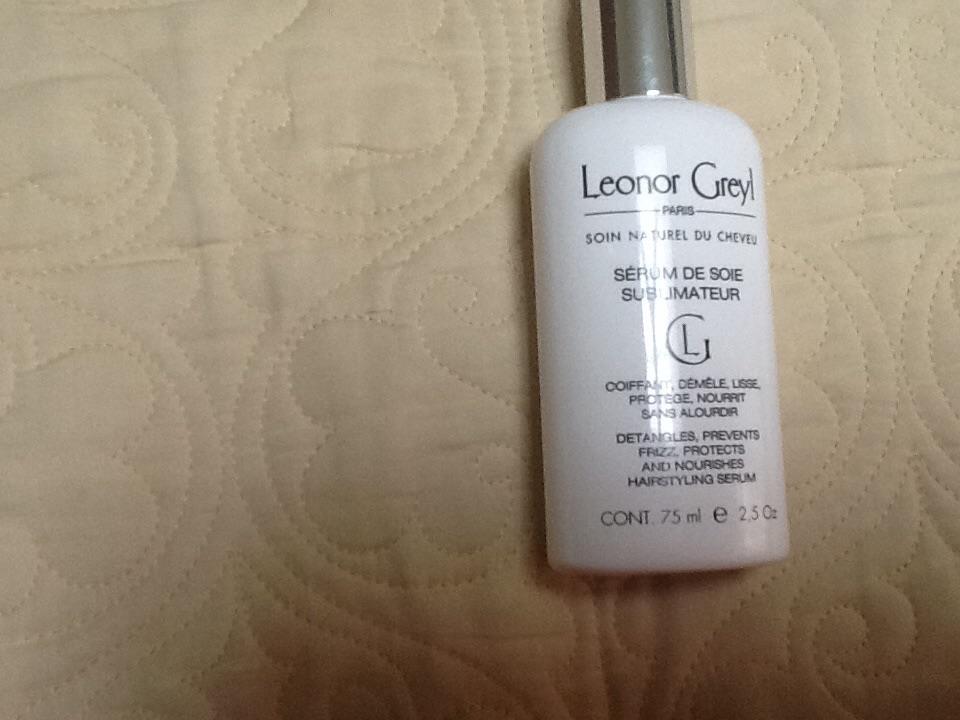 Leonor Greyl
PARIS
SOIN NATUREL DU CHEVEU
SÉRUM DE SOIE
SUBLIMATEUR
LG
COIFFANT, DÉMÊLE, LISSE,
PROTÈGE, NOURRIT
SANS ALOURDIR
DETANGLES, PREVENTS
FRIZZ, PROTECTS
AND NOURISHES
HAIRSTYLING SERUM
CONT. 75 ml e 2,5 Oz